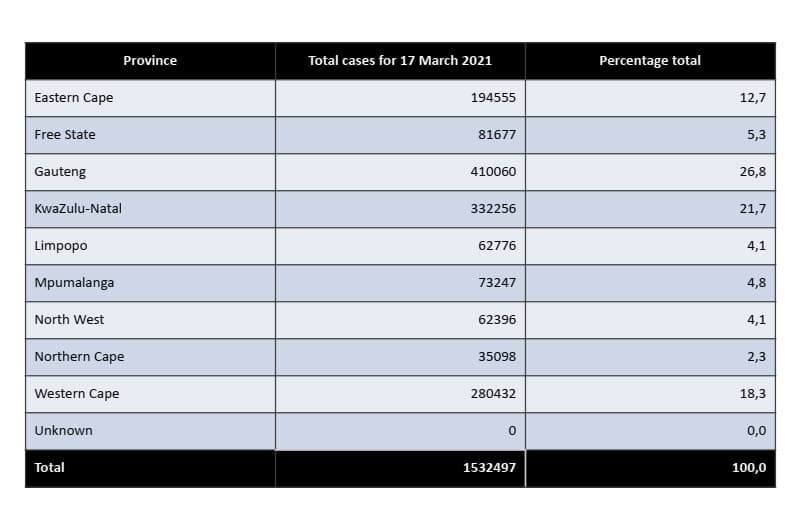 Province Total cases for 17 March 2021 Percentage total
Eastern Cape 194555 12,7
Free State 81677 5,3
Gauteng 410060 26,8
KwaZulu-Natal 332256 21,7
Limpopo 62776 4,1
Mpumalanga 73247 4,8
North West 62396 4,1
Northern Cape 35098 2,3
Western Cape 280432 18,3
Unknown 0 0,0
Total 1532497 100,0